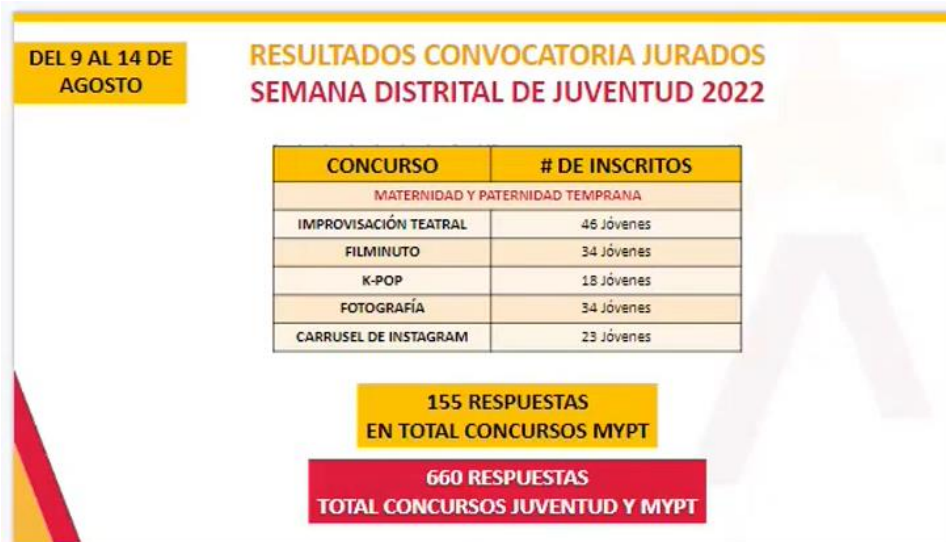 DEL 9 AL 14 DE
AGOSTO
RESULTADOS CONVOCATORIA JURADOS
SEMANA DISTRITAL DE JUVENTUD 2022
CONCURSO # DE INSCRITOS
MATERNIDAD Y PATERNIDAD TEMPRANA
IMPROVISACIÓN TEATRAL 46 Jóvenes
FILMINUTO 34 Jóvenes
K-POP 18 Jóvenes
FOTOGRAFÍA 34 Jóvenes
CARRUSEL DE INSTAGRAM 23 Jóvenes
155 RESPUESTAS
EN TOTAL CONCURSOS MYPT
660 RESPUESTAS
TOTAL CONCURSOS JUVENTUD Y MYPT